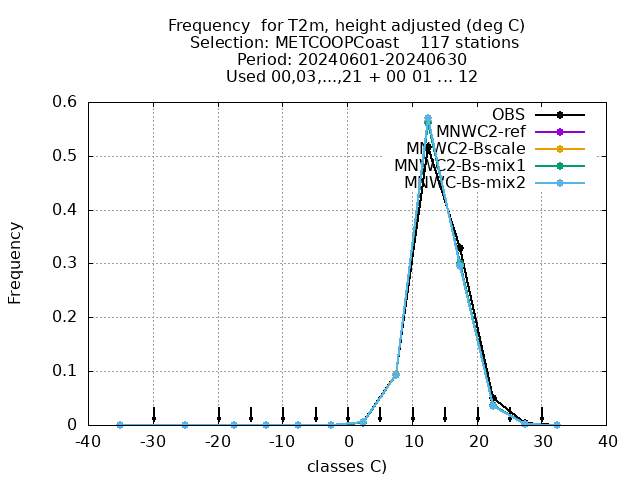 Frequency  for T2m, height adjusted (deg C)
Selection: METCOOPCoast    117 stations
Period: 20240601-20240630
Used 00,03,...,21 + 00 01 ... 12
OBS
MNWC2-ref
MNWC2-Bscale
MNWC2-Bs-mix1
MNWC-Bs-mix2
Frequency
0.6
0.5
0.4
0.3
0.2
0.1
0
-40 -30 -20 -10 0 10 20 30 40
classes C)